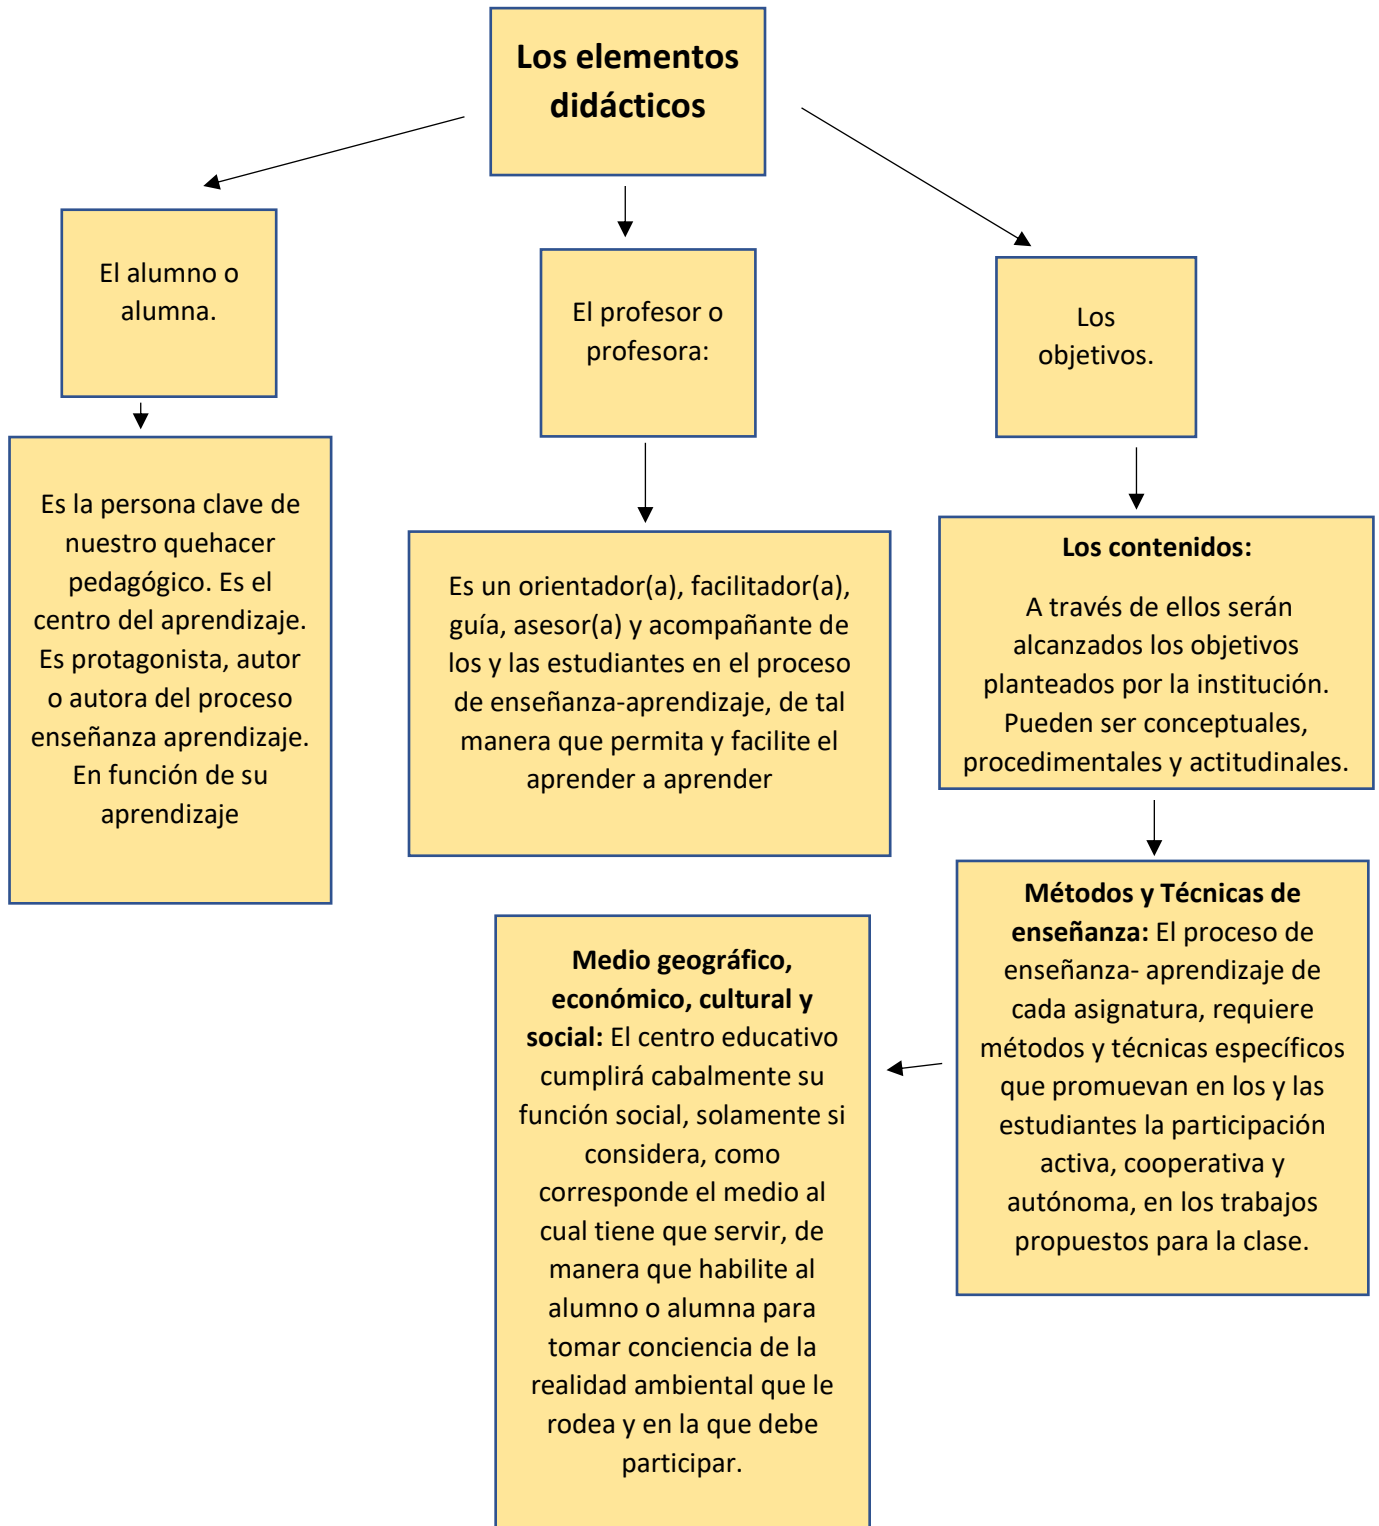 Los elementos
didácticos
El alumno o
alumna.
El profesor o
profesora:
Los
objetivos.
Es la persona clave de
nuestro quehacer
pedagógico. Es el
centro del aprendizaje.
Es protagonista, autor
o autora del proceso
enseñanza aprendizaje.
En función de su
aprendizaje
Es un orientador(a), facilitador(a),
guía, asesor(a) y acompañante de
los y las estudiantes en el proceso
de enseñanza-aprendizaje, de tal
manera que permita y facilite el
aprender a aprender
Los contenidos:
A través de ellos serán
alcanzados los objetivos
planteados por la institución.
Pueden ser conceptuales,
procedimentales y actitudinales.
Métodos y Técnicas de
enseñanza: El proceso de
enseñanza- aprendizaje de
cada asignatura, requiere
métodos y técnicas específicos
que promuevan en los y las
estudiantes la participación
activa, cooperativa y
autónoma, en los trabajos
propuestos para la clase.
Medio geográfico,
económico, cultural y
social: El centro educativo
cumplirá cabalmente su
función social, solamente si
considera, como
corresponde el medio al
cual tiene que servir, de
manera que habilite al
alumno o alumna para
tomar conciencia de la
realidad ambiental que le
rodea y en la que debe
participar.